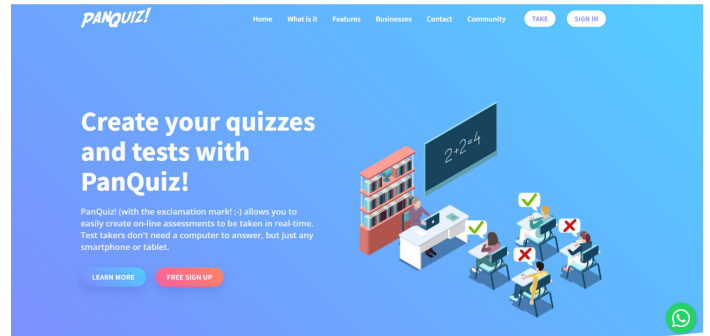 PANQUIZ!
Home What is it Features Businesses Contact Community TAKE SIGN IN
Create your quizzes
and tests with
PanQuiz!
PanQuiz! (with the exclamation mark! ;-) allows you to
easily create on-line assessments to be taken in real-time.
Test takers don't need a computer to answer, but just any
smartphone or tablet.
LEARN MORE FREE SIGN UP
2+2=4